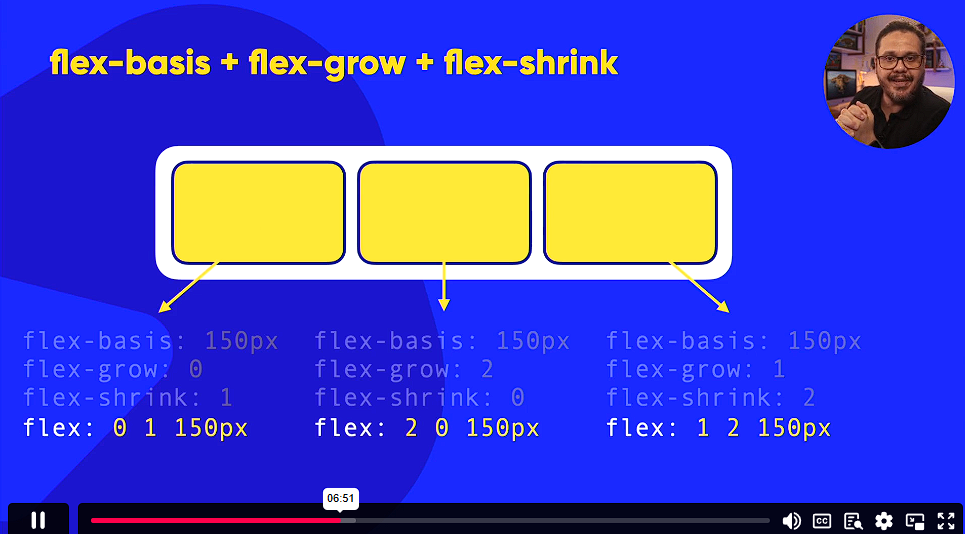 flex-basis + flex-grow + flex-shrink
flex-basis: 150px
flex-grow: 0
flex-shrink: 1
flex: 0 1 150px
flex-basis: 150px
flex-grow: 2
flex-shrink: 0
flex: 2 0 150px
flex-basis: 150px
flex-grow: 1
flex-shrink: 2
flex: 1 2 150px
06:51
CC